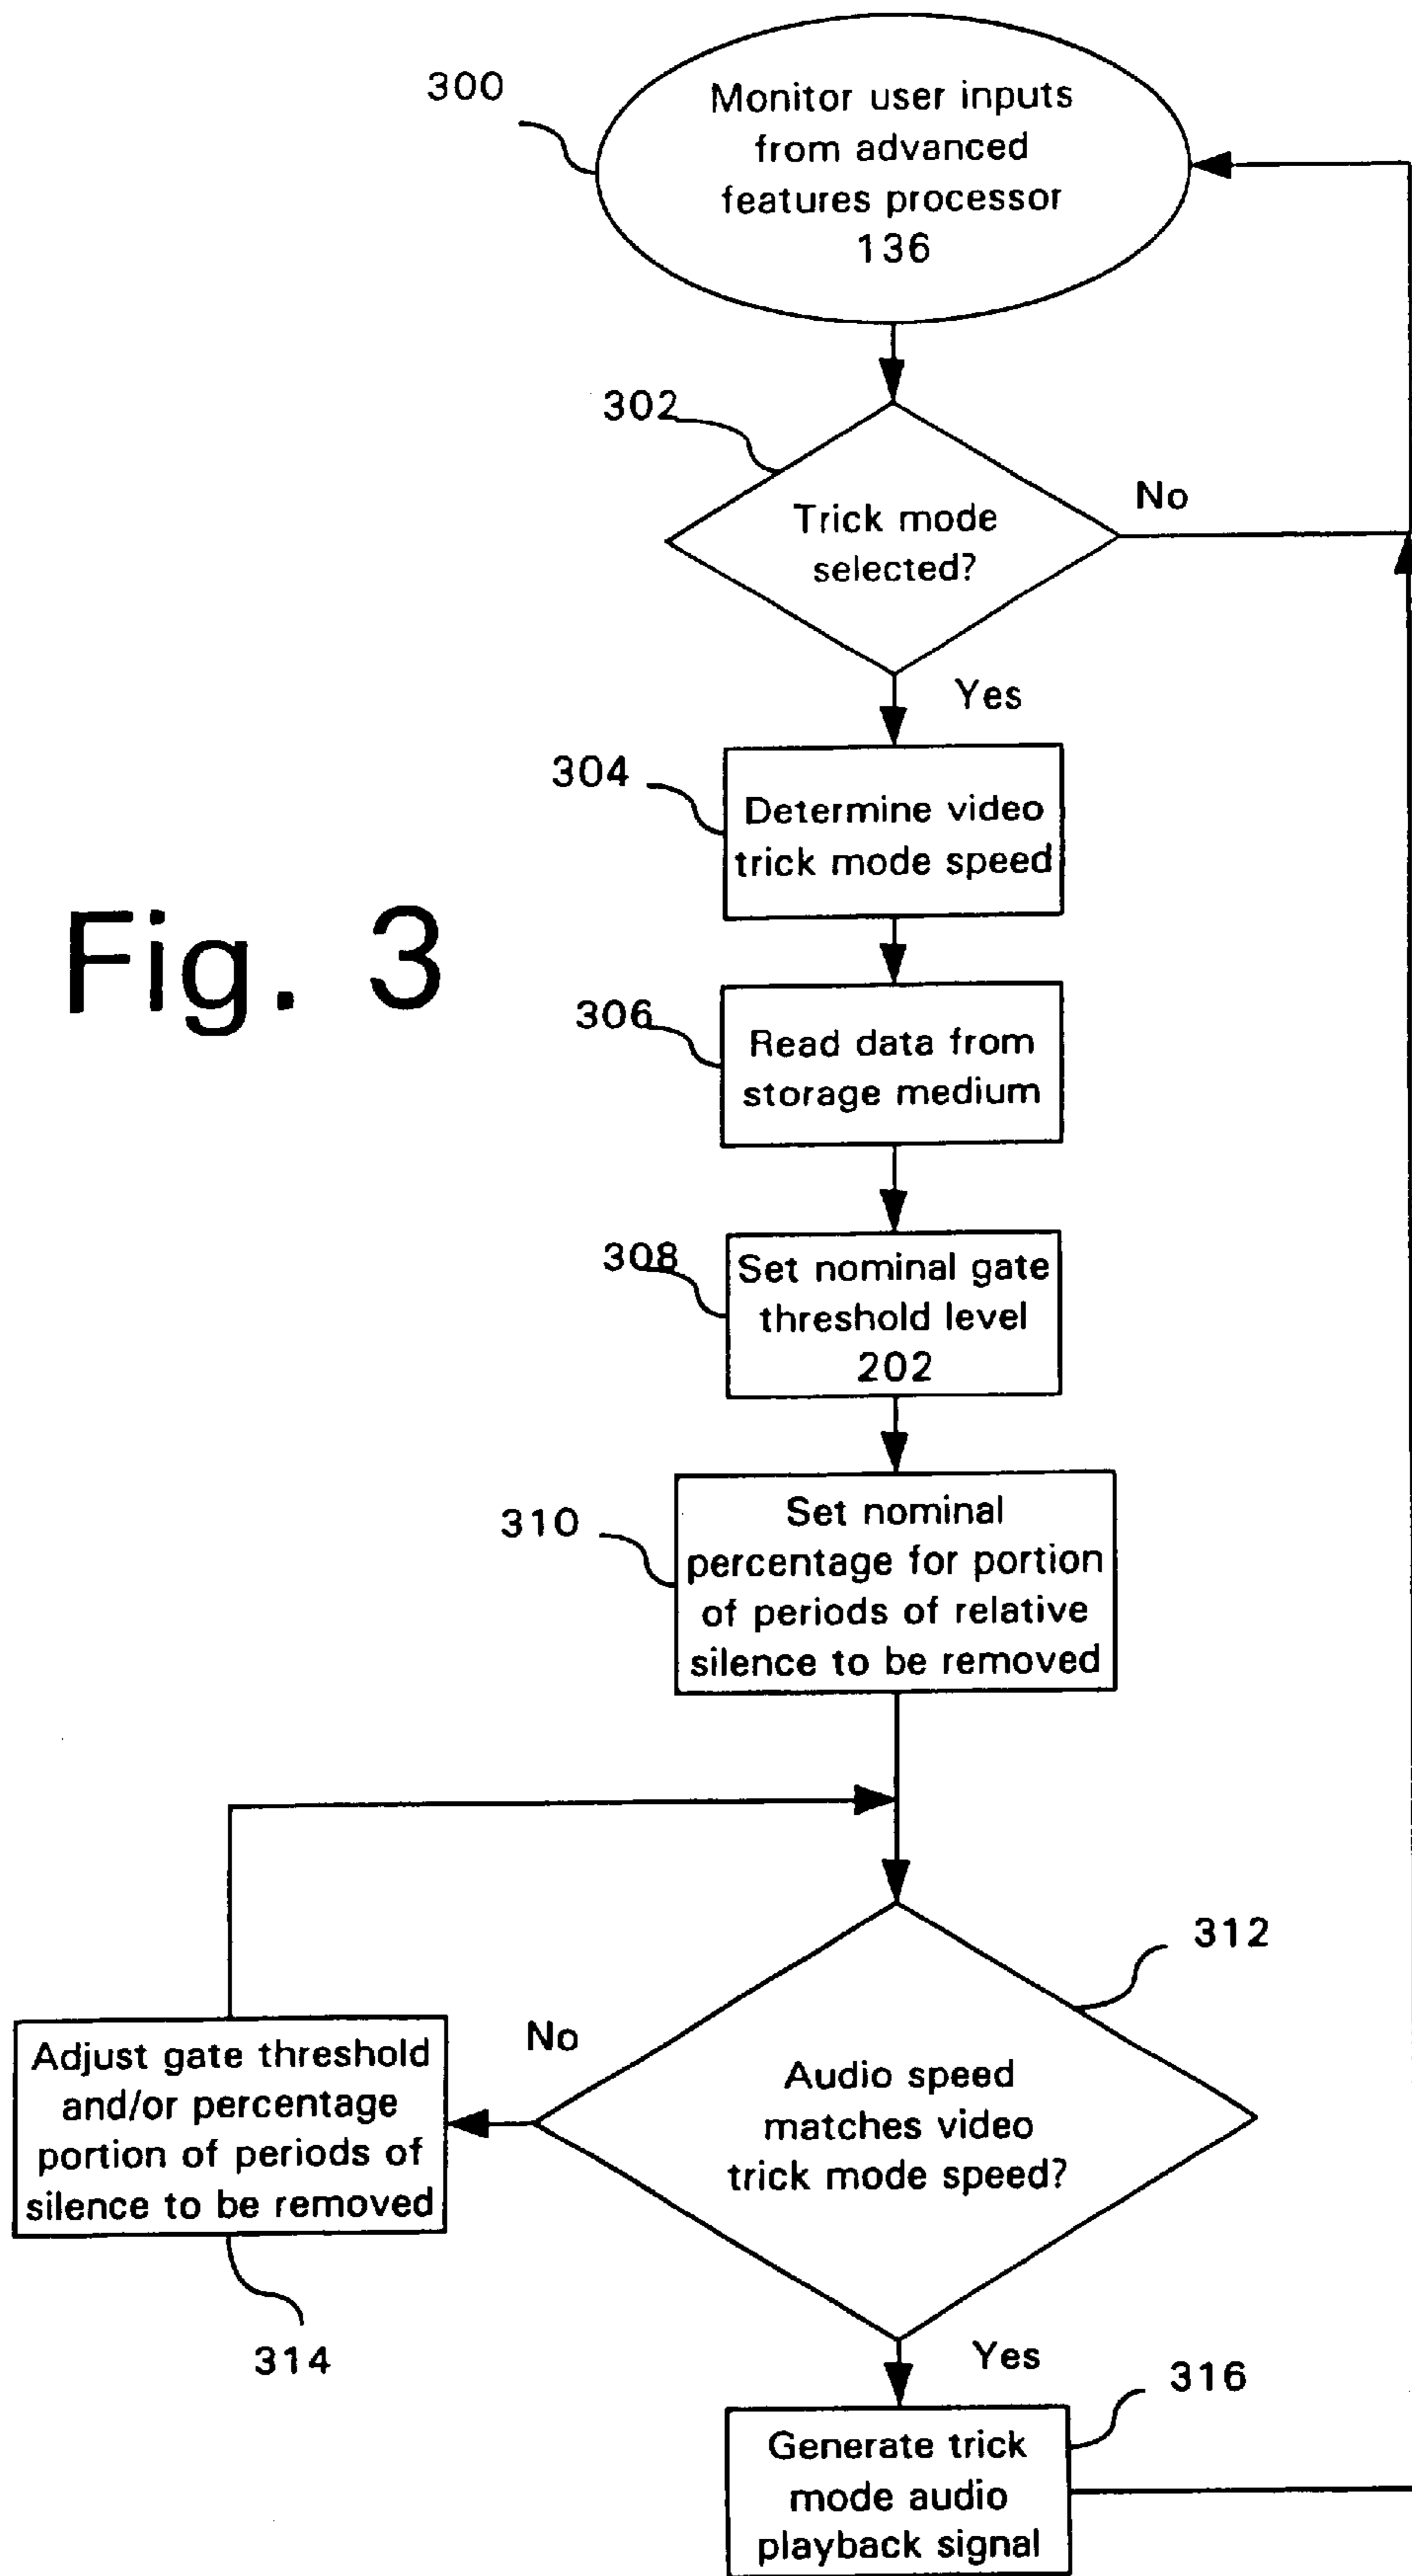 300
Monitor user inputs
from advanced
features processor
136
302
Trick mode
selected?
No
Yes
304
Determine video
trick mode speed
Fig. 3
306
Read data from
storage medium
308
Set nominal gate
threshold level
202
310
Set nominal
percentage for portion
of periods of relative
silence to be removed
312
No
Adjust gate threshold
and/or percentage
portion of periods of
silence to be removed
Audio speed
matches video
trick mode speed?
314
Yes
316
Generate trick
mode audio
playback signal